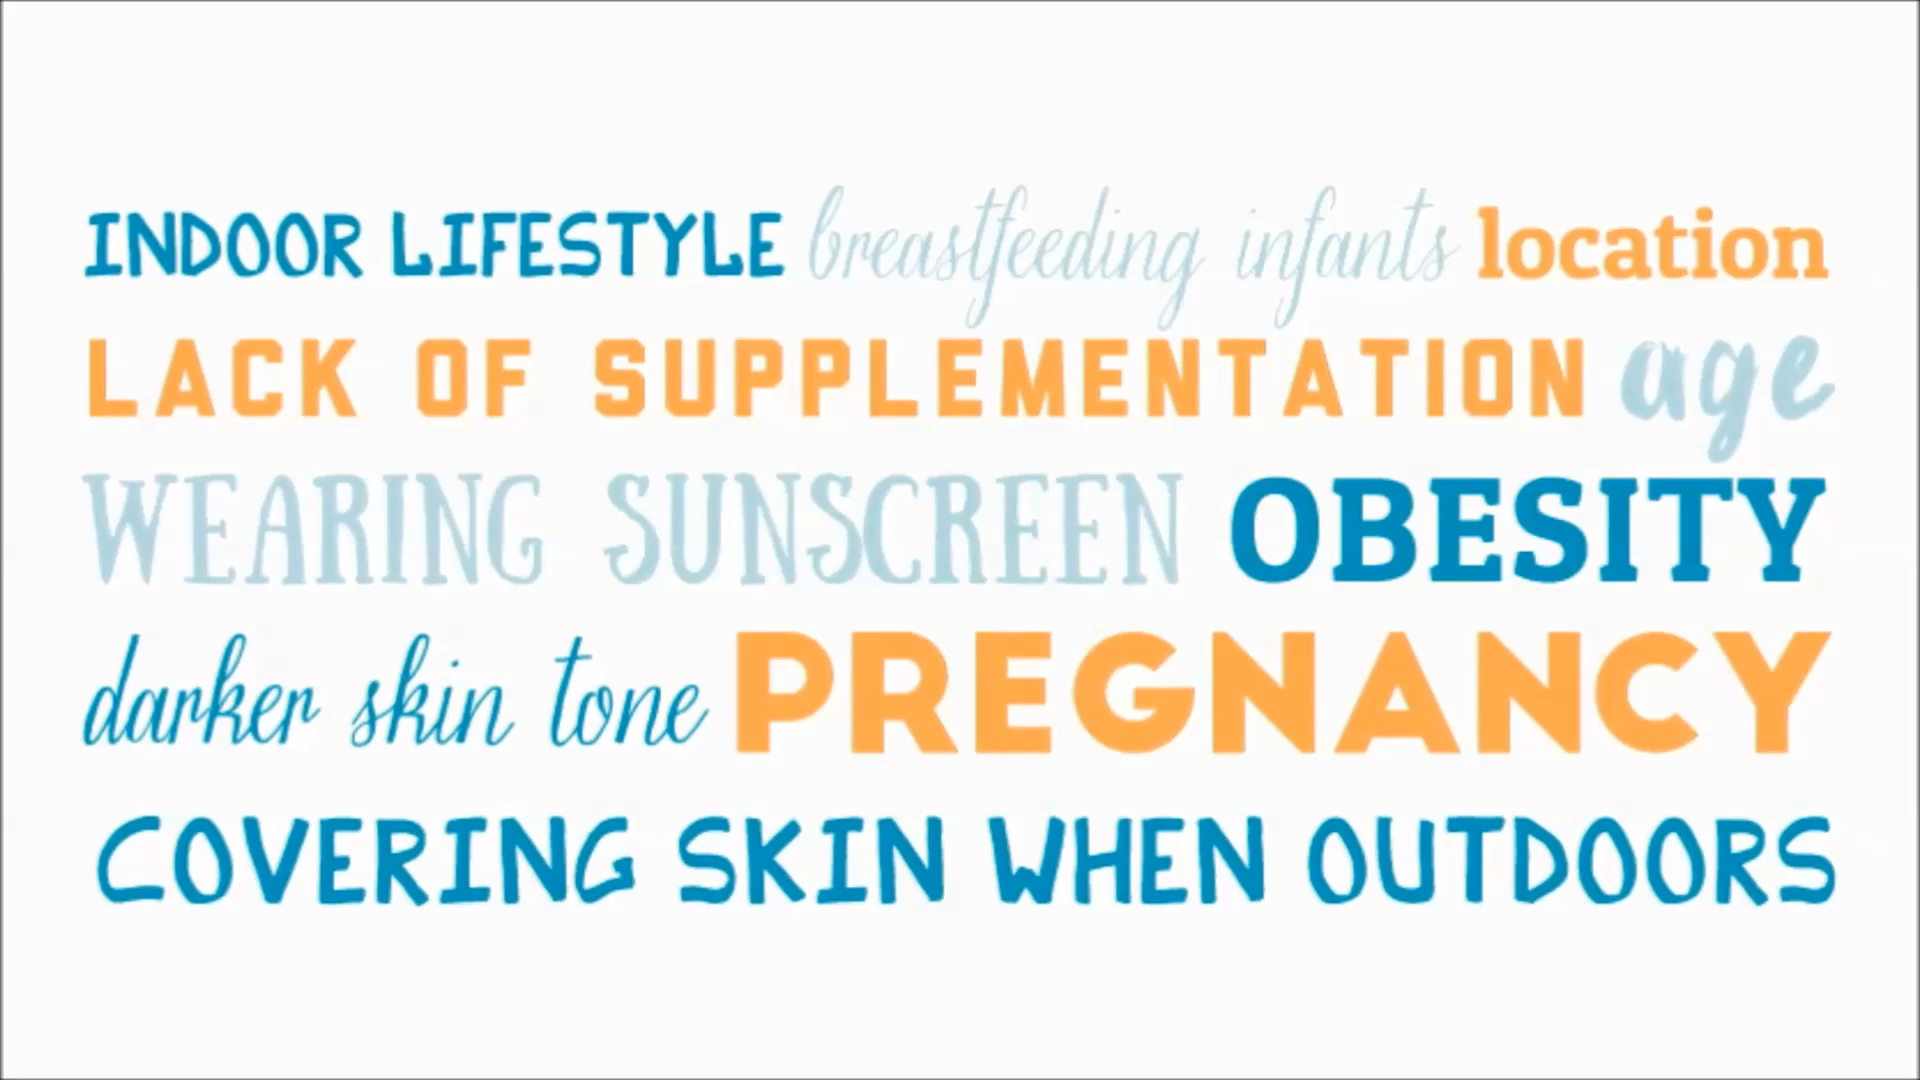 INDOOR LIFESTYLE breastfeeding infants location
LACK OF SUPPLEMENTATION age
WEARING SUNSCREEN OBESITY
darker skin tone PREGNANCY
COVERING SKIN WHEN OUTDOORS